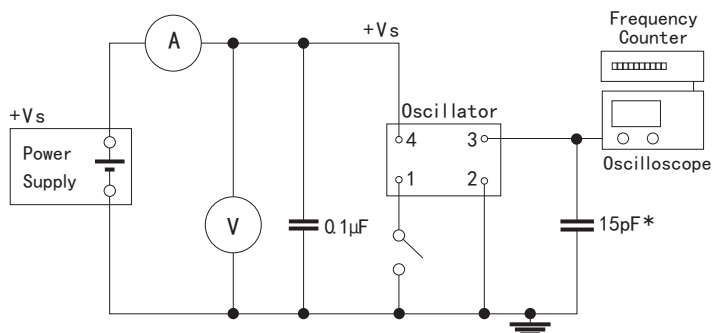 Frequency
Counter
A
+Vs
Oscillator
+Vs
4
3
Power
Supply
1
2
Oscilloscope
V
0.1μF
15pF*